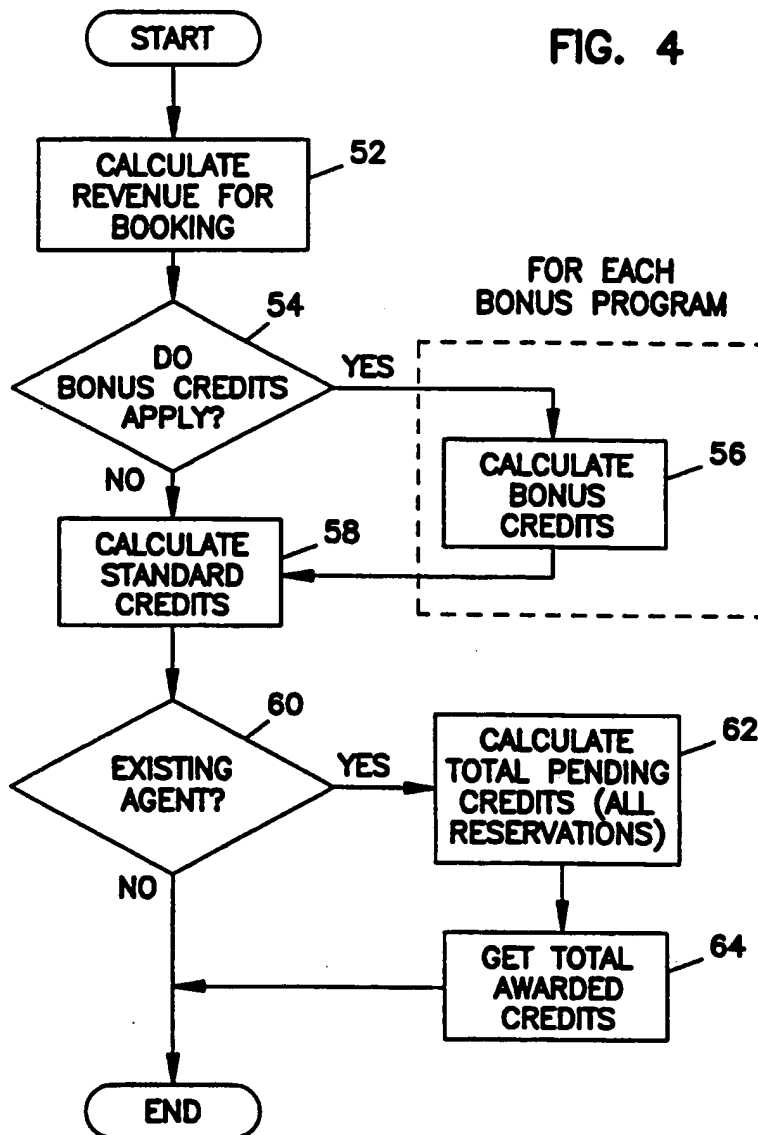 START
FIG. 4
CALCULATE
REVENUE FOR
BOOKING
52
FOR EACH
BONUS PROGRAM
54
DO
BONUS CREDITS
APPLY?
YES
NO
CALCULATE
BONUS
CREDITS
56
CALCULATE
STANDARD
CREDITS
58
60
EXISTING
AGENT?
YES
NO
CALCULATE
TOTAL PENDING
CREDITS (ALL
RESERVATIONS)
62
GET TOTAL
AWARDED
CREDITS
64
END